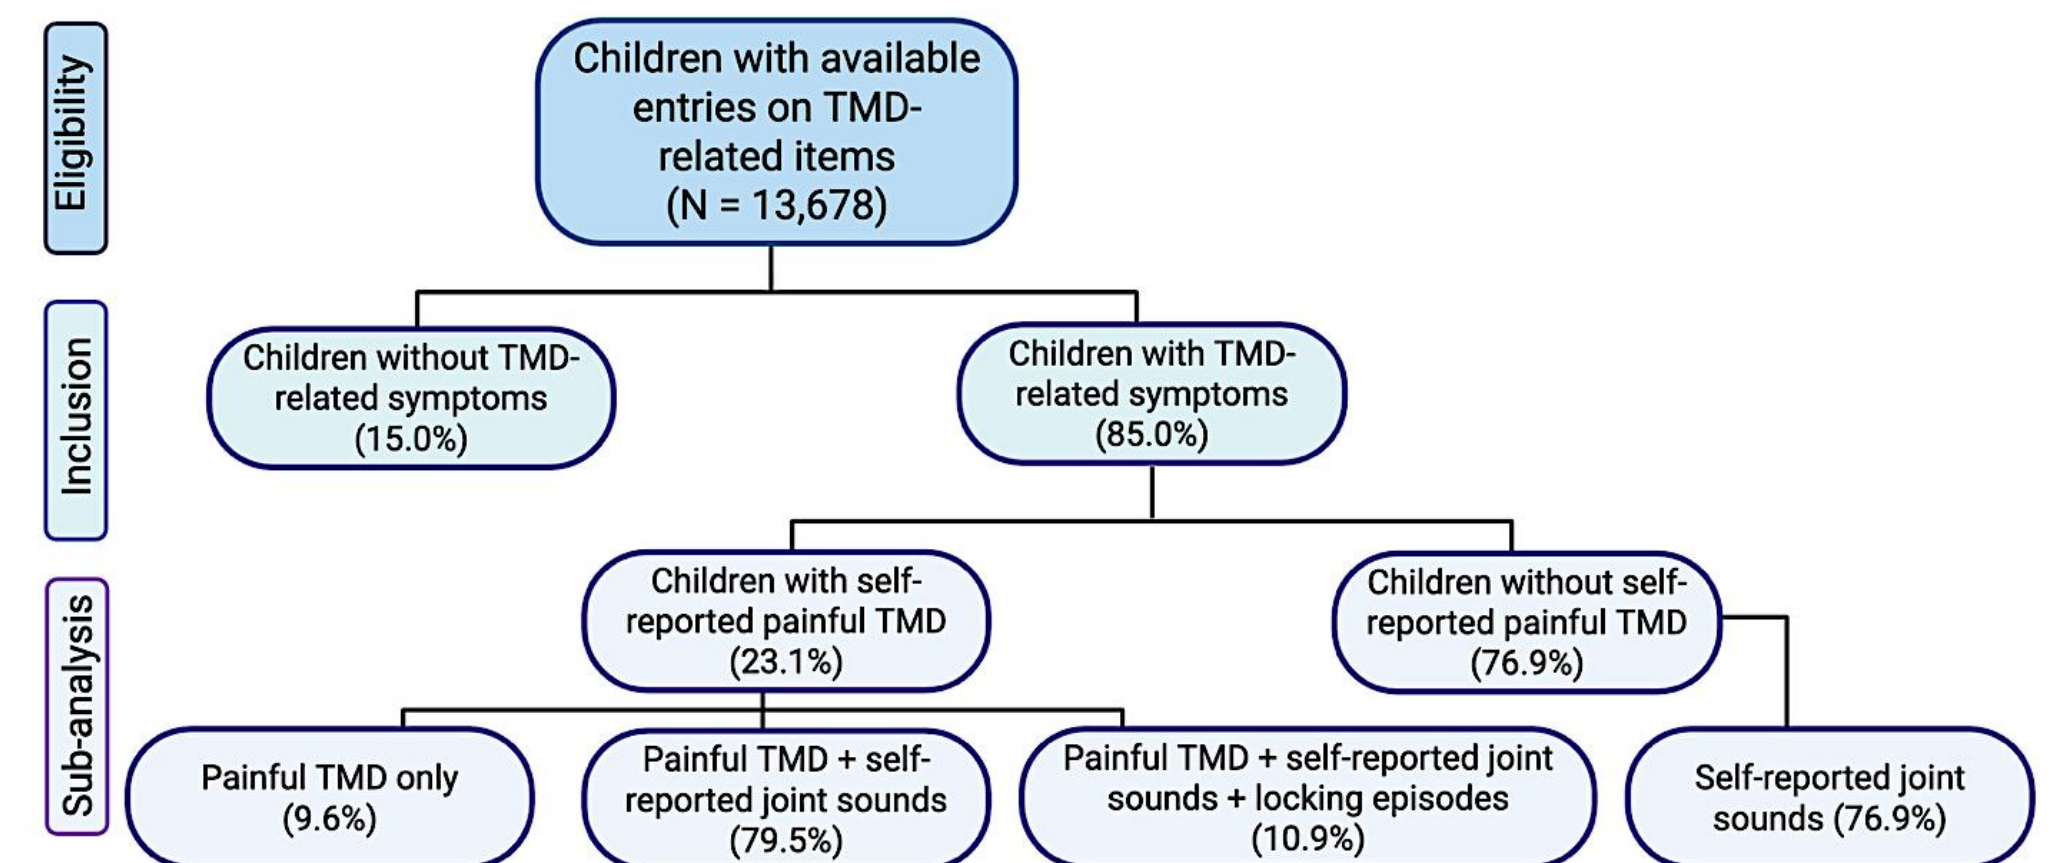 Eligibility
Children with available
entries on TMD-
related items
(N = 13,678)
Inclusion
Children without TMD-
related symptoms
(15.0%)
Children with TMD-
related symptoms
(85.0%)
Sub-analysis
Children with self-
reported painful TMD
(23.1%)
Children without self-
reported painful TMD
(76.9%)
Painful TMD only
(9.6%)
Painful TMD + self-
reported joint sounds
(79.5%)
Painful TMD + self-reported joint
sounds + locking episodes
(10.9%)
Self-reported joint
sounds (76.9%)